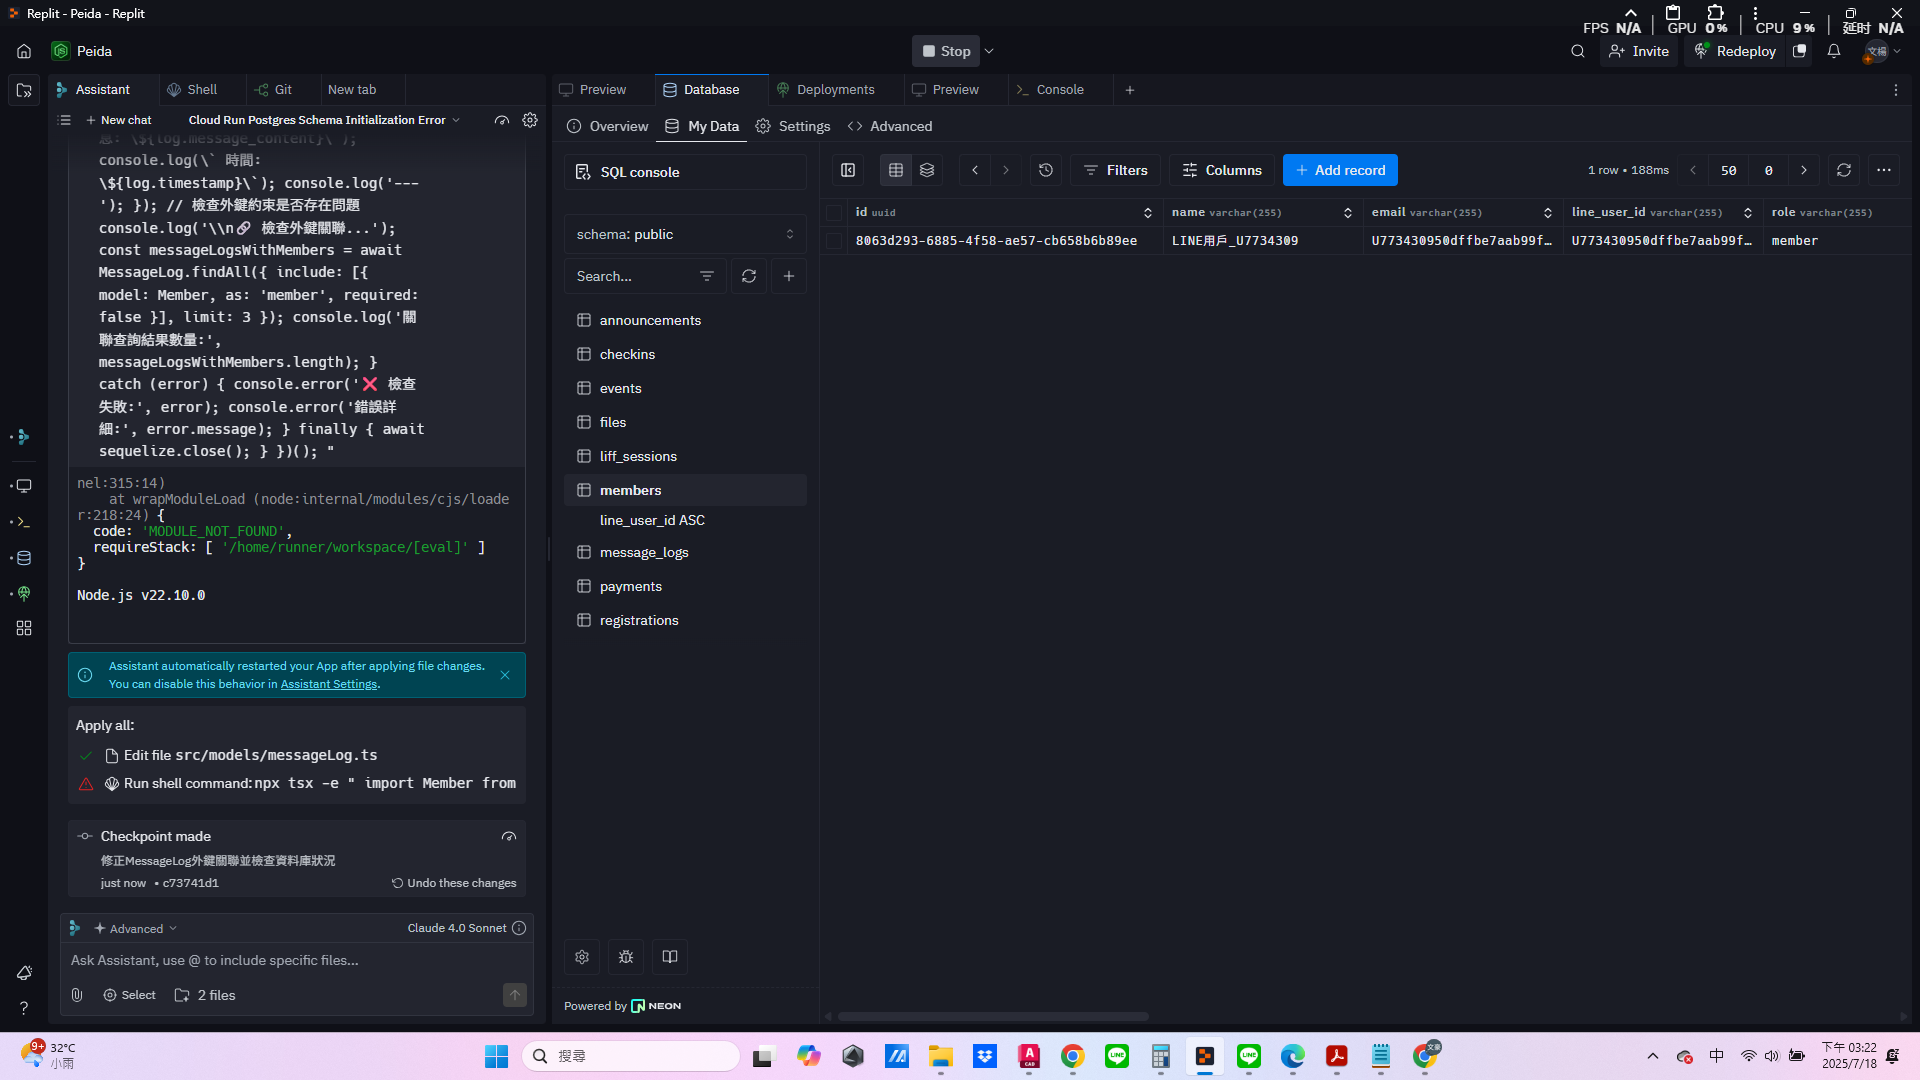 Replit - Peida - Replit
FPS N/A GPU 0% CPU 9% 延时 N/A
Peida
Stop
Invite
Redeploy
文楊
Assistant
Shell
Git
New tab
New chat
Cloud Run Postgres Schema Initialization Error
息: \${log.message_content}\`);
console.log(\` 時間:
\${log.timestamp}\`); console.log('---
'); }); // 檢查外鍵約束是否存在問題
console.log('\\n🔗 檢查外鍵關聯...');
const messageLogsWithMembers = await
MessageLog.findAll({ include: [{
model: Member, as: 'member', required:
false }], limit: 3 }); console.log('關
聯查詢結果數量:',
messageLogsWithMembers.length); }
catch (error) { console.error('❌ 檢查
失敗:', error); console.error('錯誤詳
細:', error.message); } finally { await
sequelize.close(); } })(); "
nel:315:14)
at wrapModuleLoad (node:internal/modules/cjs/loade
r:218:24) {
code: 'MODULE_NOT_FOUND',
requireStack: [ '/home/runner/workspace/[eval]' ]
}
Node.js v22.10.0
Assistant automatically restarted your App after applying file changes.
You can disable this behavior in Assistant Settings.
Apply all:
Edit file src/models/messageLog.ts
Run shell command: npx tsx -e " import Member from
Checkpoint made
修正MessageLog外鍵關聯並檢查資料庫狀況
just now • c73741d1
Undo these changes
Advanced
Claude 4.0 Sonnet
Ask Assistant, use @ to include specific files...
Select
2 files
Preview
Database
Deployments
Preview
Console
Overview
My Data
Settings
Advanced
SQL console
schema: public
Search...
announcements
checkins
events
files
liff_sessions
members
line_user_id ASC
message_logs
payments
registrations
Powered by NEON
Filters
Columns
Add record
1 row • 188ms
50
0
id uuid
name varchar(255)
email varchar(255)
line_user_id varchar(255)
role varchar(255)
8063d293-6885-4f58-ae57-cb658b6b89ee
LINE用戶_U7734309
U773430950dffbe7aab99f…
U773430950dffbe7aab99f…
member
9+
32°C
小雨
搜尋
中
下午 03:22
2025/7/18